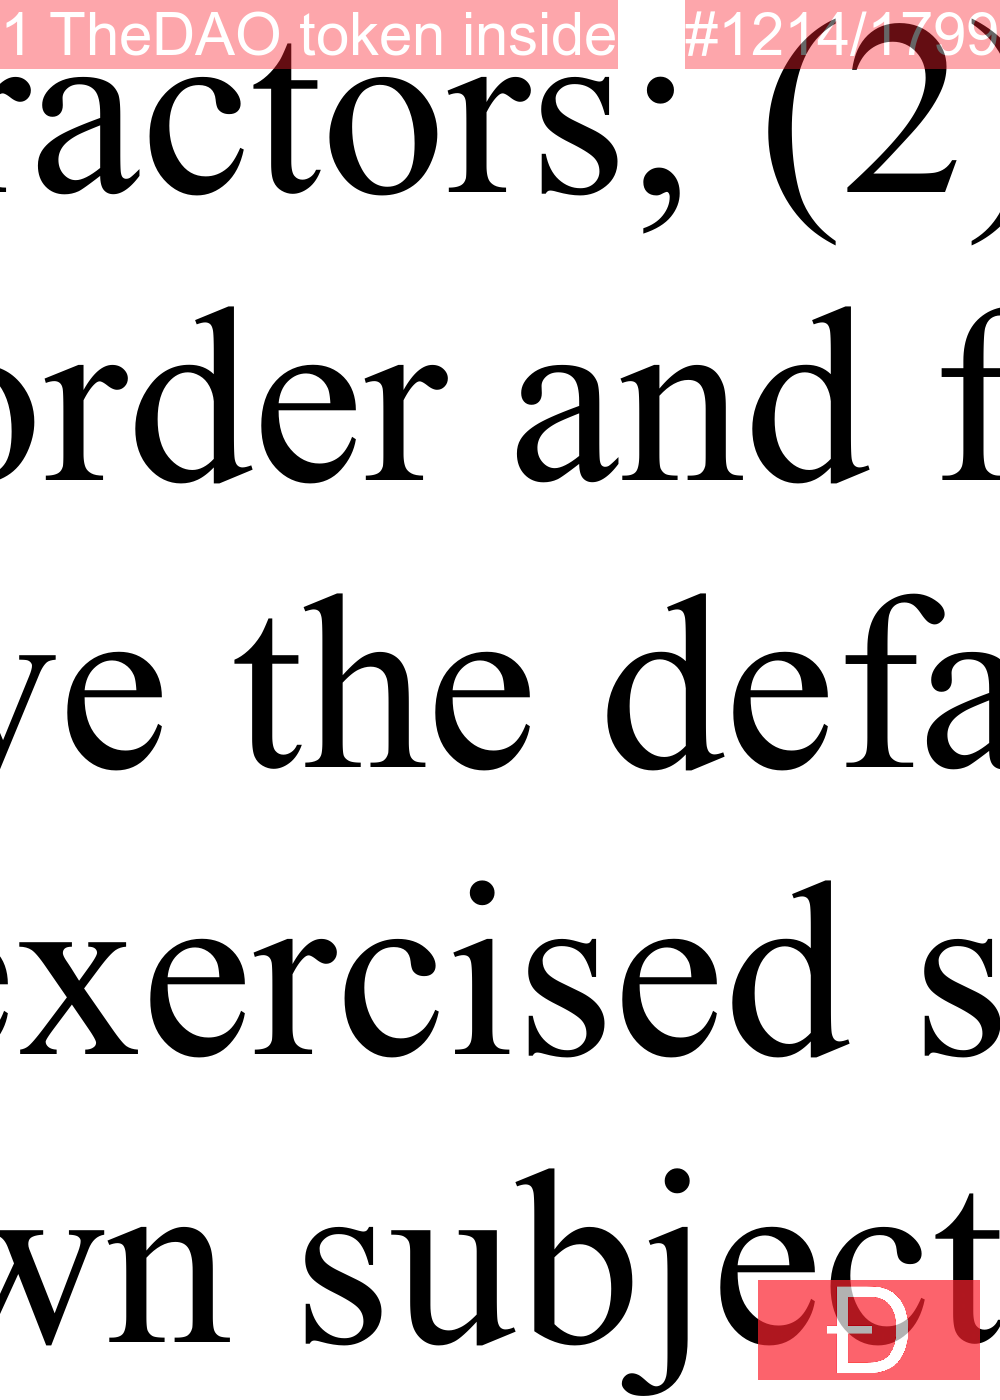 1 TheDAO token inside #1214/1799
ractors; (2)
order and f
ve the defa
exercised s
wn subject
Đ